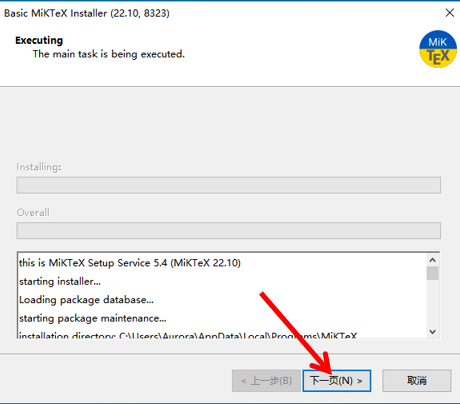 Basic MiKTeX Installer (22.10, 8323)
Executing
The main task is being executed.
MiK
TEX
Installing:
Overall
this is MiKTeX Setup Service 5.4 (MiKTeX 22.10)
starting installer...
Loading package database...
starting package maintenance...
installation directory: C:\Users\Aurora\AppData\Local\Programs\MiKTeX
< 上一步(B)
下一页(N) >
取消